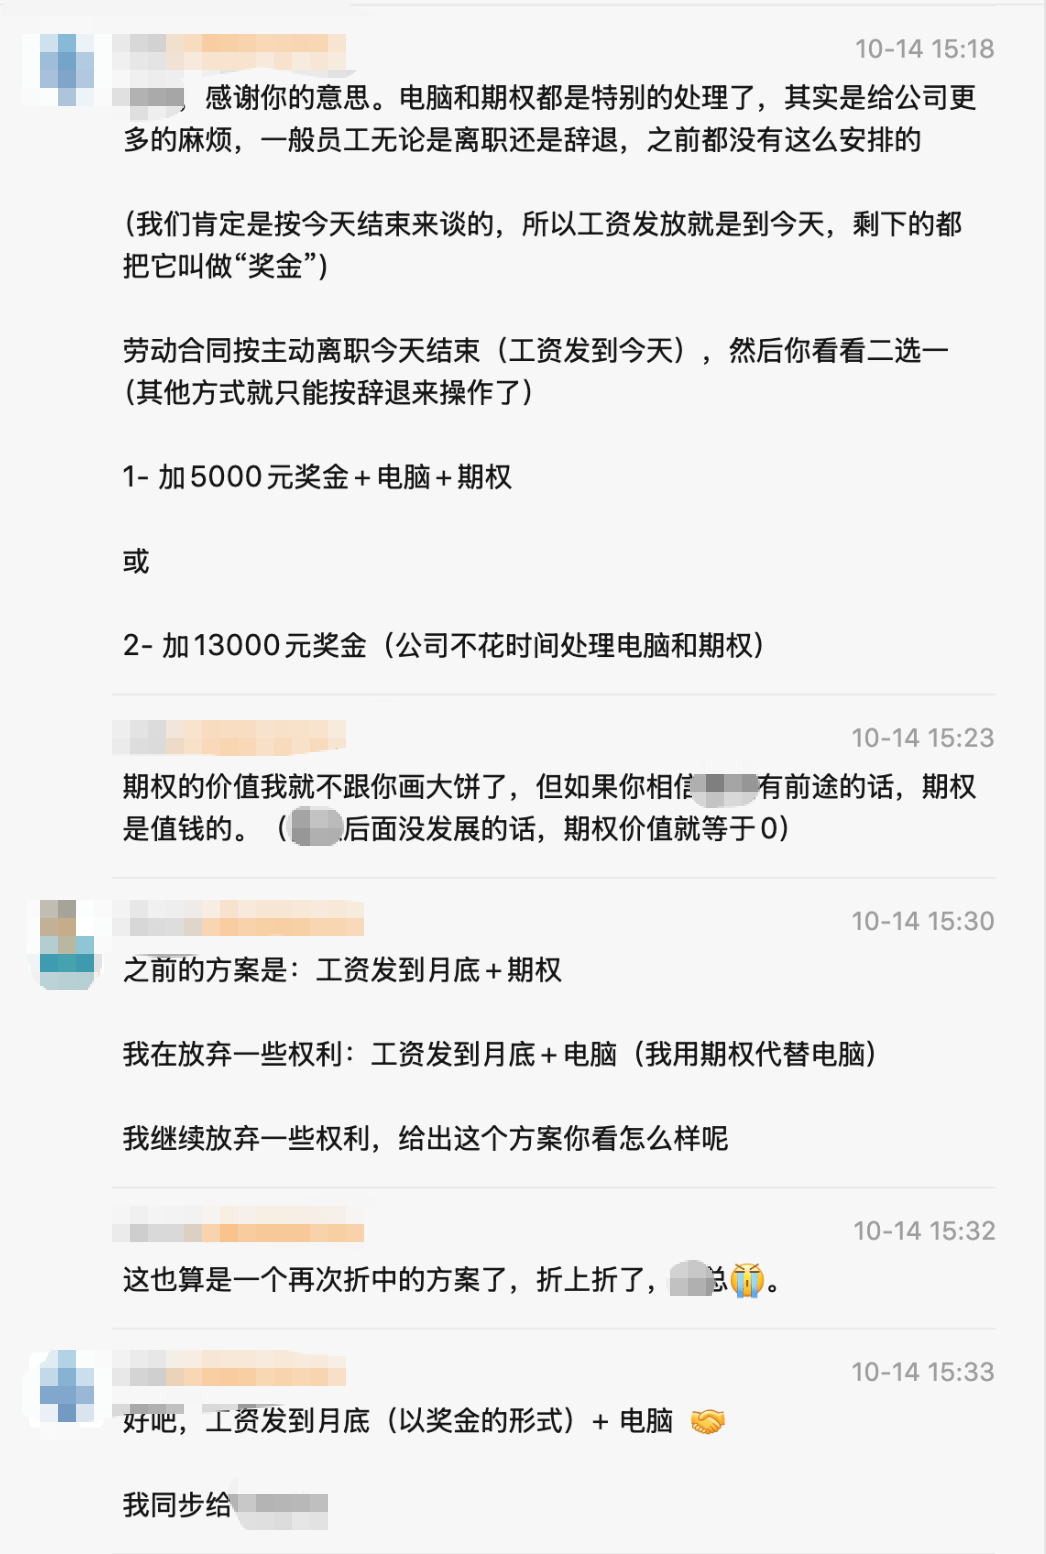 10-14 15:18
，感谢你的意思。电脑和期权都是特别的处理了，其实是给公司更
多的麻烦，一般员工无论是离职还是辞退，之前都没有这么安排的
(我们肯定是按今天结束来谈的，所以工资发放就是到今天，剩下的都
把它叫做“奖金”)
劳动合同按主动离职今天结束（工资发到今天），然后你看看二选一
(其他方式就只能按辞退来操作了)
1- 加5000元奖金+电脑+期权
或
2- 加13000元奖金（公司不花时间处理电脑和期权）
10-14 15:23
期权的价值我就不跟你画大饼了，但如果你相信有前途的话，期权
是值钱的。（后面没发展的话，期权价值就等于0）
10-14 15:30
之前的方案是：工资发到月底+期权
我在放弃一些权利：工资发到月底+电脑（我用期权代替电脑）
我继续放弃一些权利，给出这个方案你看怎么样呢
10-14 15:32
这也算是一个再次折中的方案了，折上折了，总😭。
10-14 15:33
好吧，工资发到月底（以奖金的形式）+ 电脑 🤝
我同步给